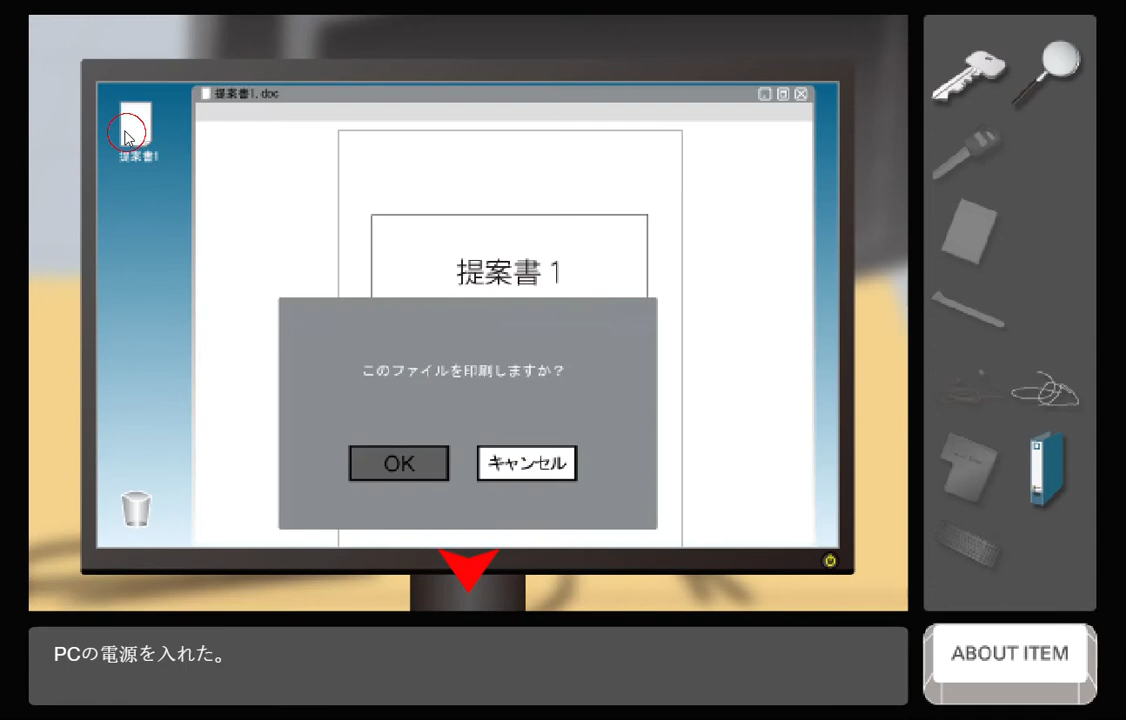 提案書1.doc
提案書1
提案書 1
このファイルを印刷しますか？
OK
キャンセル
PCの電源を入れた。
ABOUT ITEM